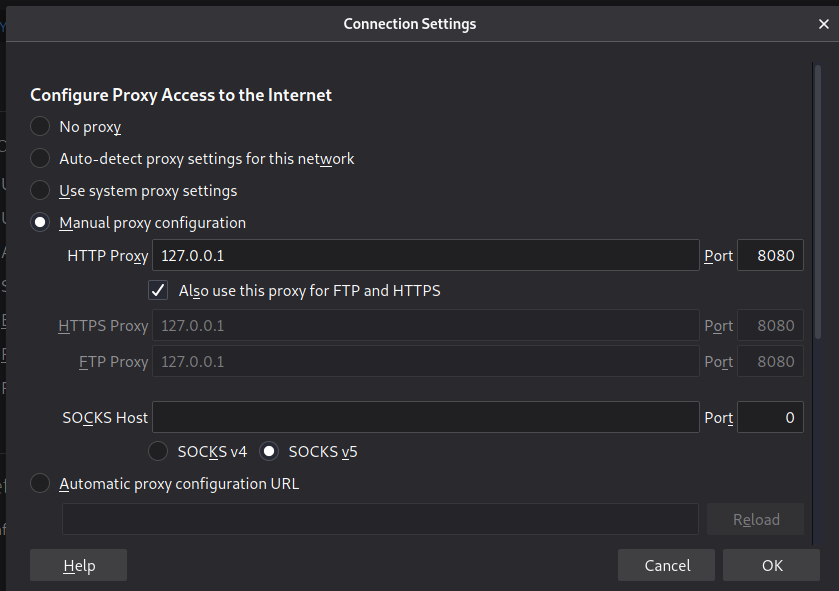 Connection Settings
Configure Proxy Access to the Internet
No proxy
Auto-detect proxy settings for this network
Use system proxy settings
Manual proxy configuration
HTTP Proxy 127.0.0.1 Port 8080
Also use this proxy for FTP and HTTPS
HTTPS Proxy 127.0.0.1 Port 8080
FTP Proxy 127.0.0.1 Port 8080
SOCKS Host Port 0
SOCKS v4 SOCKS v5
Automatic proxy configuration URL
Reload
Help Cancel OK